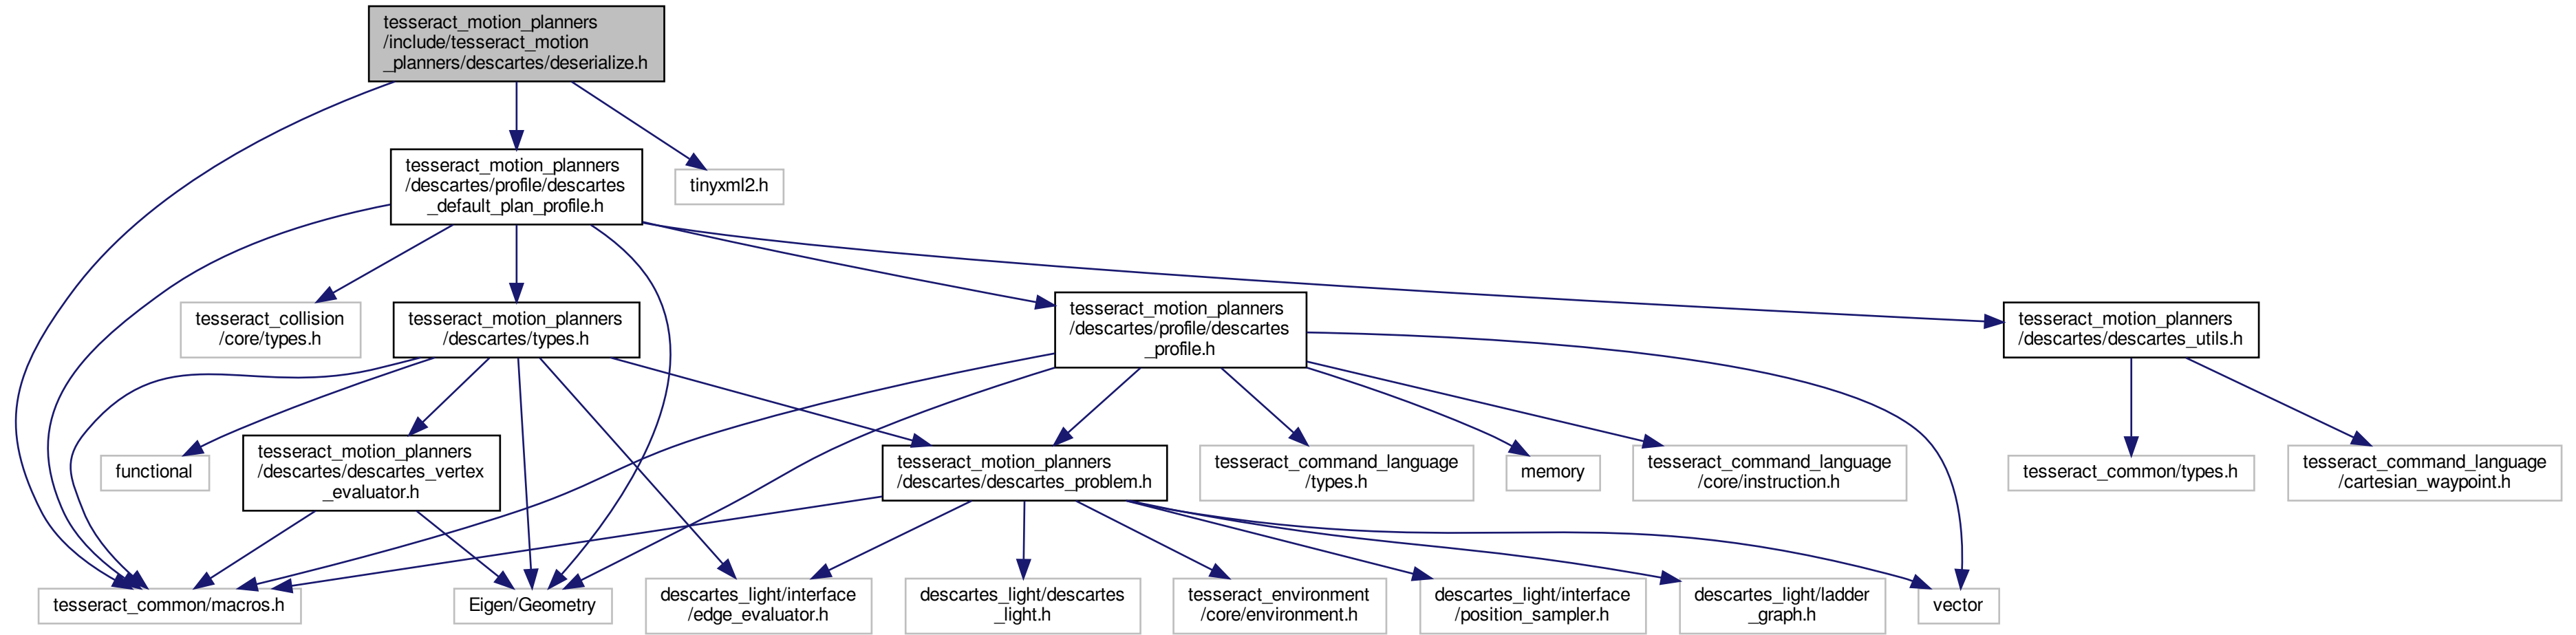 tesseract_motion_planners
/include/tesseract_motion
_planners/descartes/deserialize.h
tesseract_motion_planners
/descartes/profile/descartes
_default_plan_profile.h
tinyxml2.h
tesseract_collision
/core/types.h
tesseract_motion_planners
/descartes/types.h
tesseract_motion_planners
/descartes/profile/descartes
_profile.h
tesseract_motion_planners
/descartes/descartes_utils.h
functional
tesseract_motion_planners
/descartes/descartes_vertex
_evaluator.h
tesseract_motion_planners
/descartes/descartes_problem.h
tesseract_command_language
/types.h
memory
tesseract_command_language
/core/instruction.h
tesseract_common/types.h
tesseract_command_language
/cartesian_waypoint.h
tesseract_common/macros.h
Eigen/Geometry
descartes_light/interface
/edge_evaluator.h
descartes_light/descartes
_light.h
tesseract_environment
/core/environment.h
descartes_light/interface
/position_sampler.h
descartes_light/ladder
_graph.h
vector